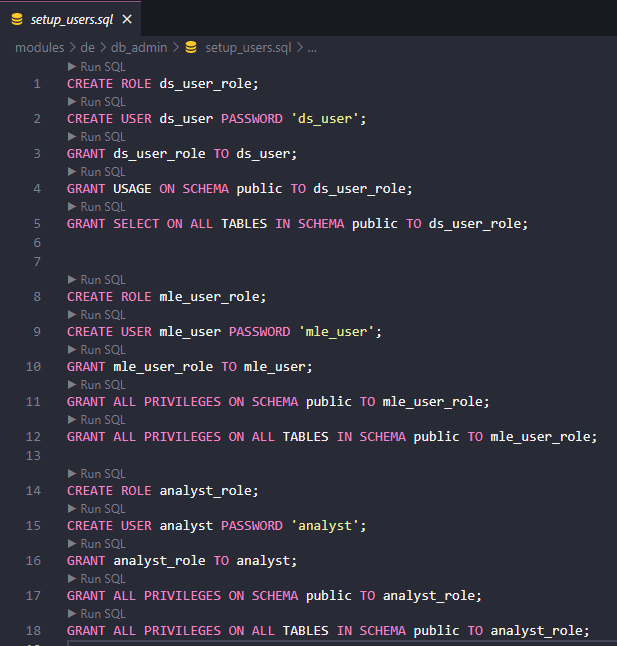 setup_users.sql ×
modules > de > db_admin > setup_users.sql > ...
Run SQL
1 CREATE ROLE ds_user_role;
Run SQL
2 CREATE USER ds_user PASSWORD 'ds_user';
Run SQL
3 GRANT ds_user_role TO ds_user;
Run SQL
4 GRANT USAGE ON SCHEMA public TO ds_user_role;
Run SQL
5 GRANT SELECT ON ALL TABLES IN SCHEMA public TO ds_user_role;
6
7
Run SQL
8 CREATE ROLE mle_user_role;
Run SQL
9 CREATE USER mle_user PASSWORD 'mle_user';
Run SQL
10 GRANT mle_user_role TO mle_user;
Run SQL
11 GRANT ALL PRIVILEGES ON SCHEMA public TO mle_user_role;
Run SQL
12 GRANT ALL PRIVILEGES ON ALL TABLES IN SCHEMA public TO mle_user_role;
13
Run SQL
14 CREATE ROLE analyst_role;
Run SQL
15 CREATE USER analyst PASSWORD 'analyst';
Run SQL
16 GRANT analyst_role TO analyst;
Run SQL
17 GRANT ALL PRIVILEGES ON SCHEMA public TO analyst_role;
Run SQL
18 GRANT ALL PRIVILEGES ON ALL TABLES IN SCHEMA public TO analyst_role;